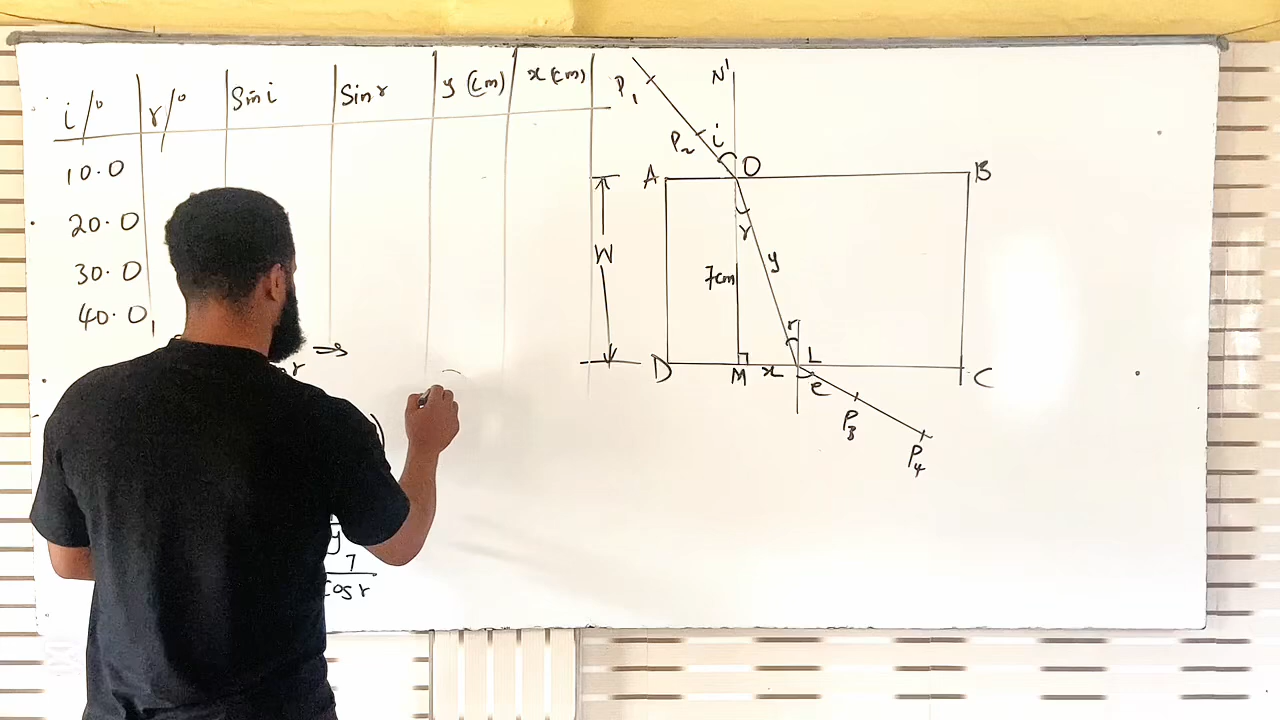 i/° r/° Sin i Sin r y (cm) x (cm)
10.0
20.0
30.0
40.0
r ⇒
)
y
7
cos r
P₁
N'
P₂ i O
A B
W r
7cm y
r
D M x L C
e
P₃
P₄